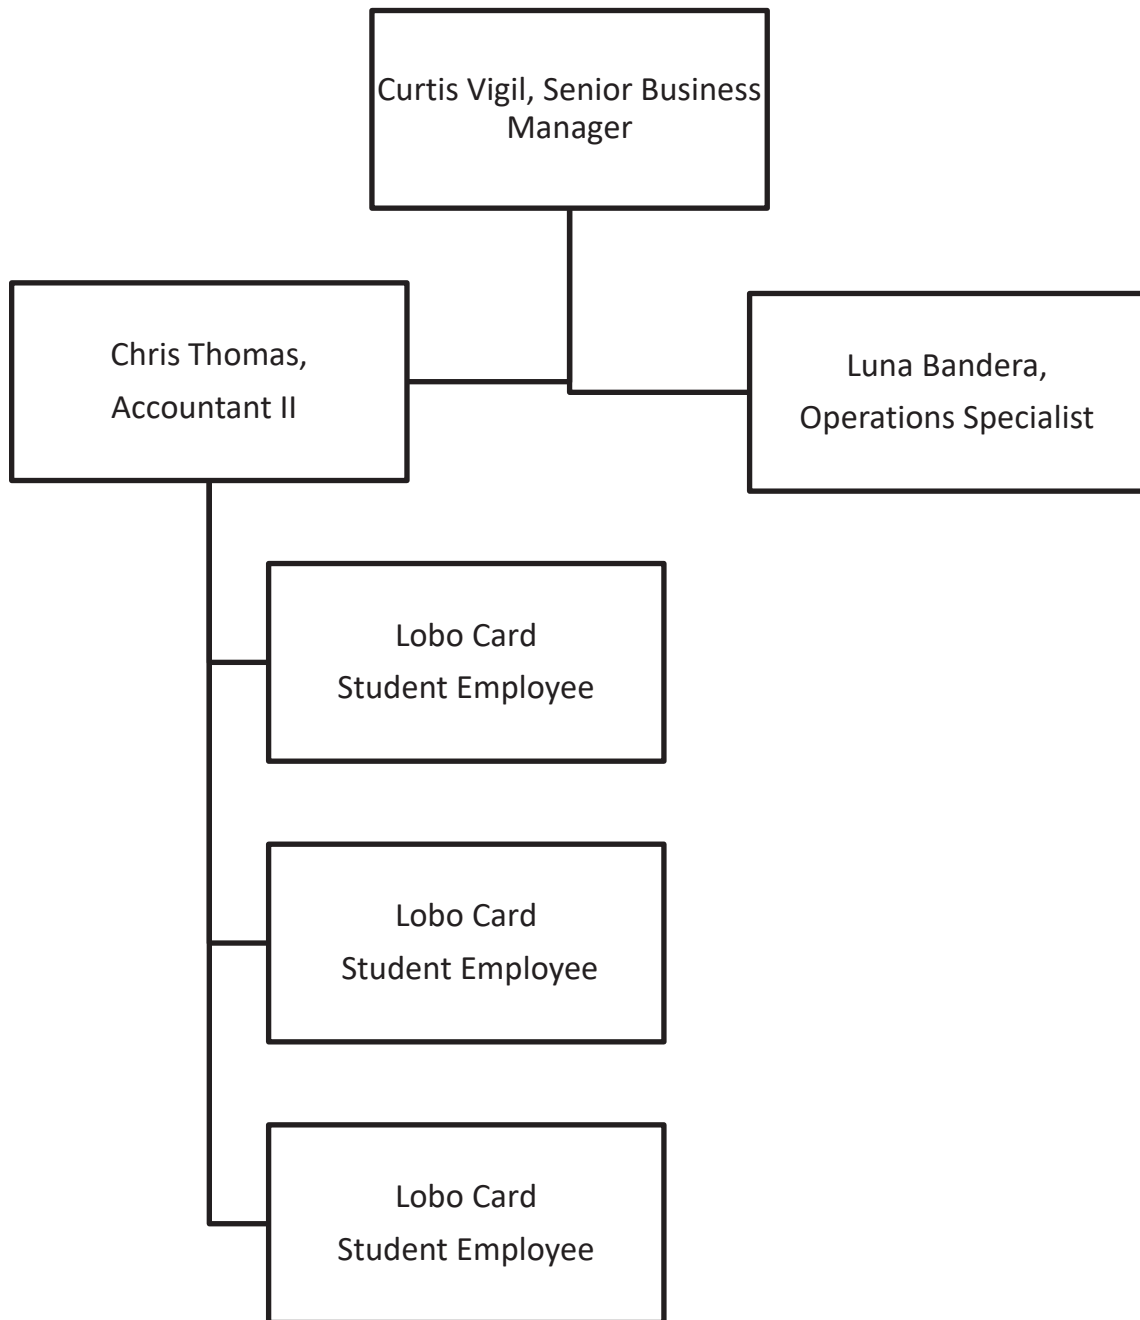 Curtis Vigil, Senior Business
Manager
Chris Thomas,
Accountant II
Luna Bandera,
Operations Specialist
Lobo Card
Student Employee
Lobo Card
Student Employee
Lobo Card
Student Employee